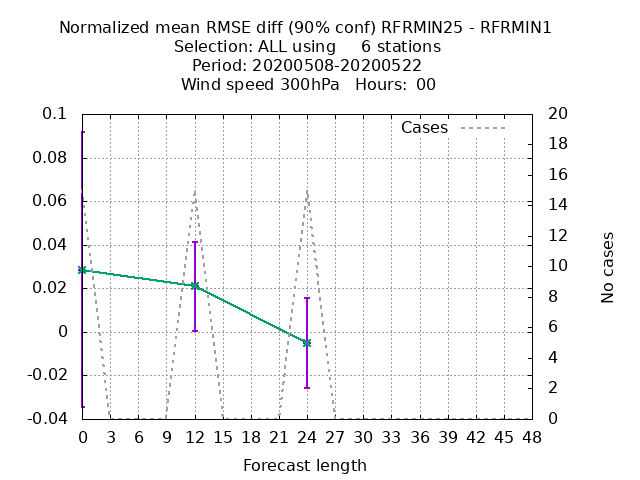 Normalized mean RMSE diff (90% conf) RFRMIN25 - RFRMIN1
Selection: ALL using     6 stations
Period: 20200508-20200522
Wind speed 300hPa   Hours: 00
0.1
0.08
0.06
0.04
0.02
0
-0.02
-0.04
Cases
20
18
16
14
12
10
8
6
4
2
0
No cases
0 3 6 9 12 15 18 21 24 27 30 33 36 39 42 45 48
Forecast length